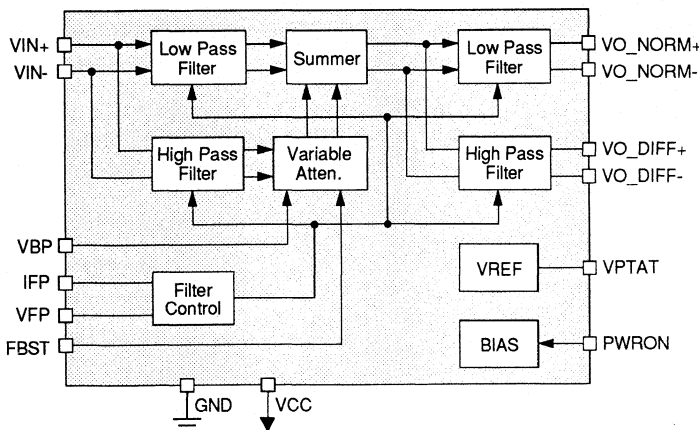 VIN+
VIN-
Low Pass
Filter
Summer
Low Pass
Filter
VO_NORM+
VO_NORM-
High Pass
Filter
Variable
Atten.
High Pass
Filter
VO_DIFF+
VO_DIFF-
VBP
IFP
VFP
FBST
Filter
Control
VREF
VPTAT
BIAS
PWRON
GND
VCC